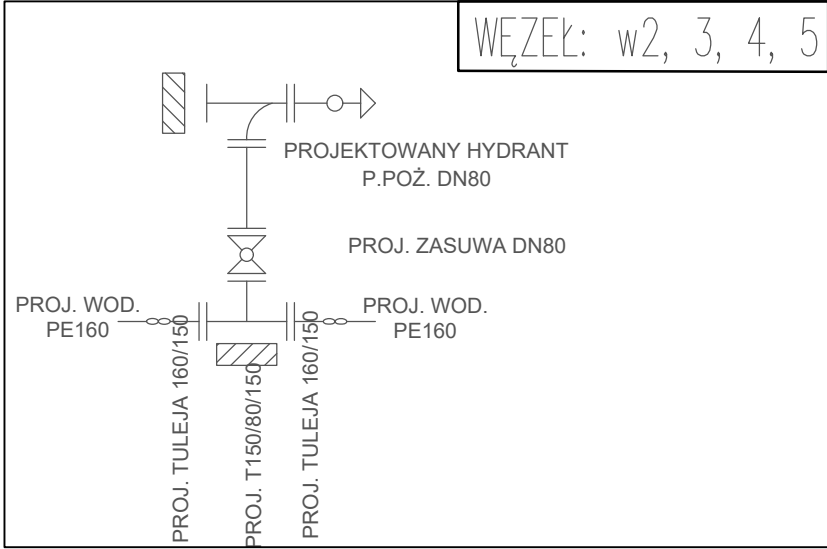 WĘZEŁ: w2, 3, 4, 5
PROJEKTOWANY HYDRANT
P.POŻ. DN80
PROJ. ZASUWA DN80
PROJ. WOD.
PE160
PROJ. WOD.
PE160
PROJ. TULEJA 160/150
PROJ. T150/80/150
PROJ. TULEJA 160/150